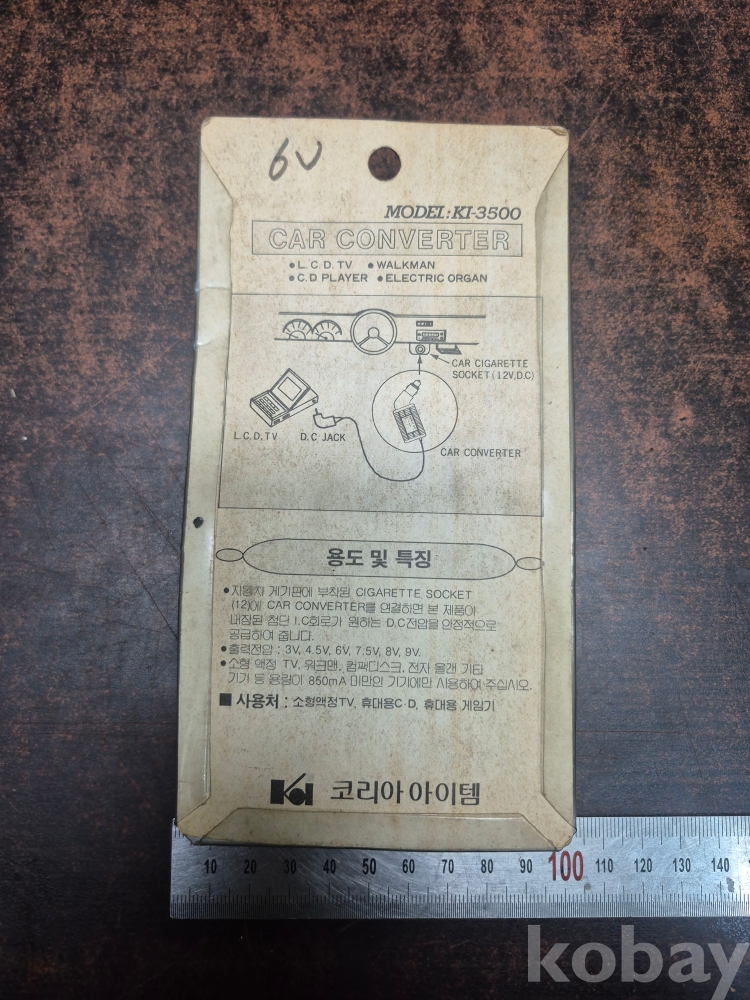 6V
MODEL:KI-3500
CAR CONVERTER
● L.C.D.TV ● WALKMAN
● C.D PLAYER ● ELECTRIC ORGAN
CAR CIGARETTE
SOCKET(12V,D.C)
L.C.D.TV D.C JACK
CAR CONVERTER
용도 및 특징
● 자동차 계기판에 부착된 CIGARETTE SOCKET
(12)에 CAR CONVERTER를 연결하면 본 제품이
내장된 첨단 I.C회로가 원하는 D.C전압을 안정적으로
공급하여 줍니다.
● 출력전압 : 3V, 4.5V, 6V, 7.5V, 8V, 9V.
● 소형 액정 TV, 워크맨, 컴팩디스크, 전자 올갠 기타
기기 등 용량이 850mA 미만의 기기에만 사용하여 주십시오.
■ 사용처 : 소형액정TV, 휴대용C·D, 휴대용 게임기
코리아아이템
10 20 30 40 50 60 70 80 90 100 110 120 130 140
kobay